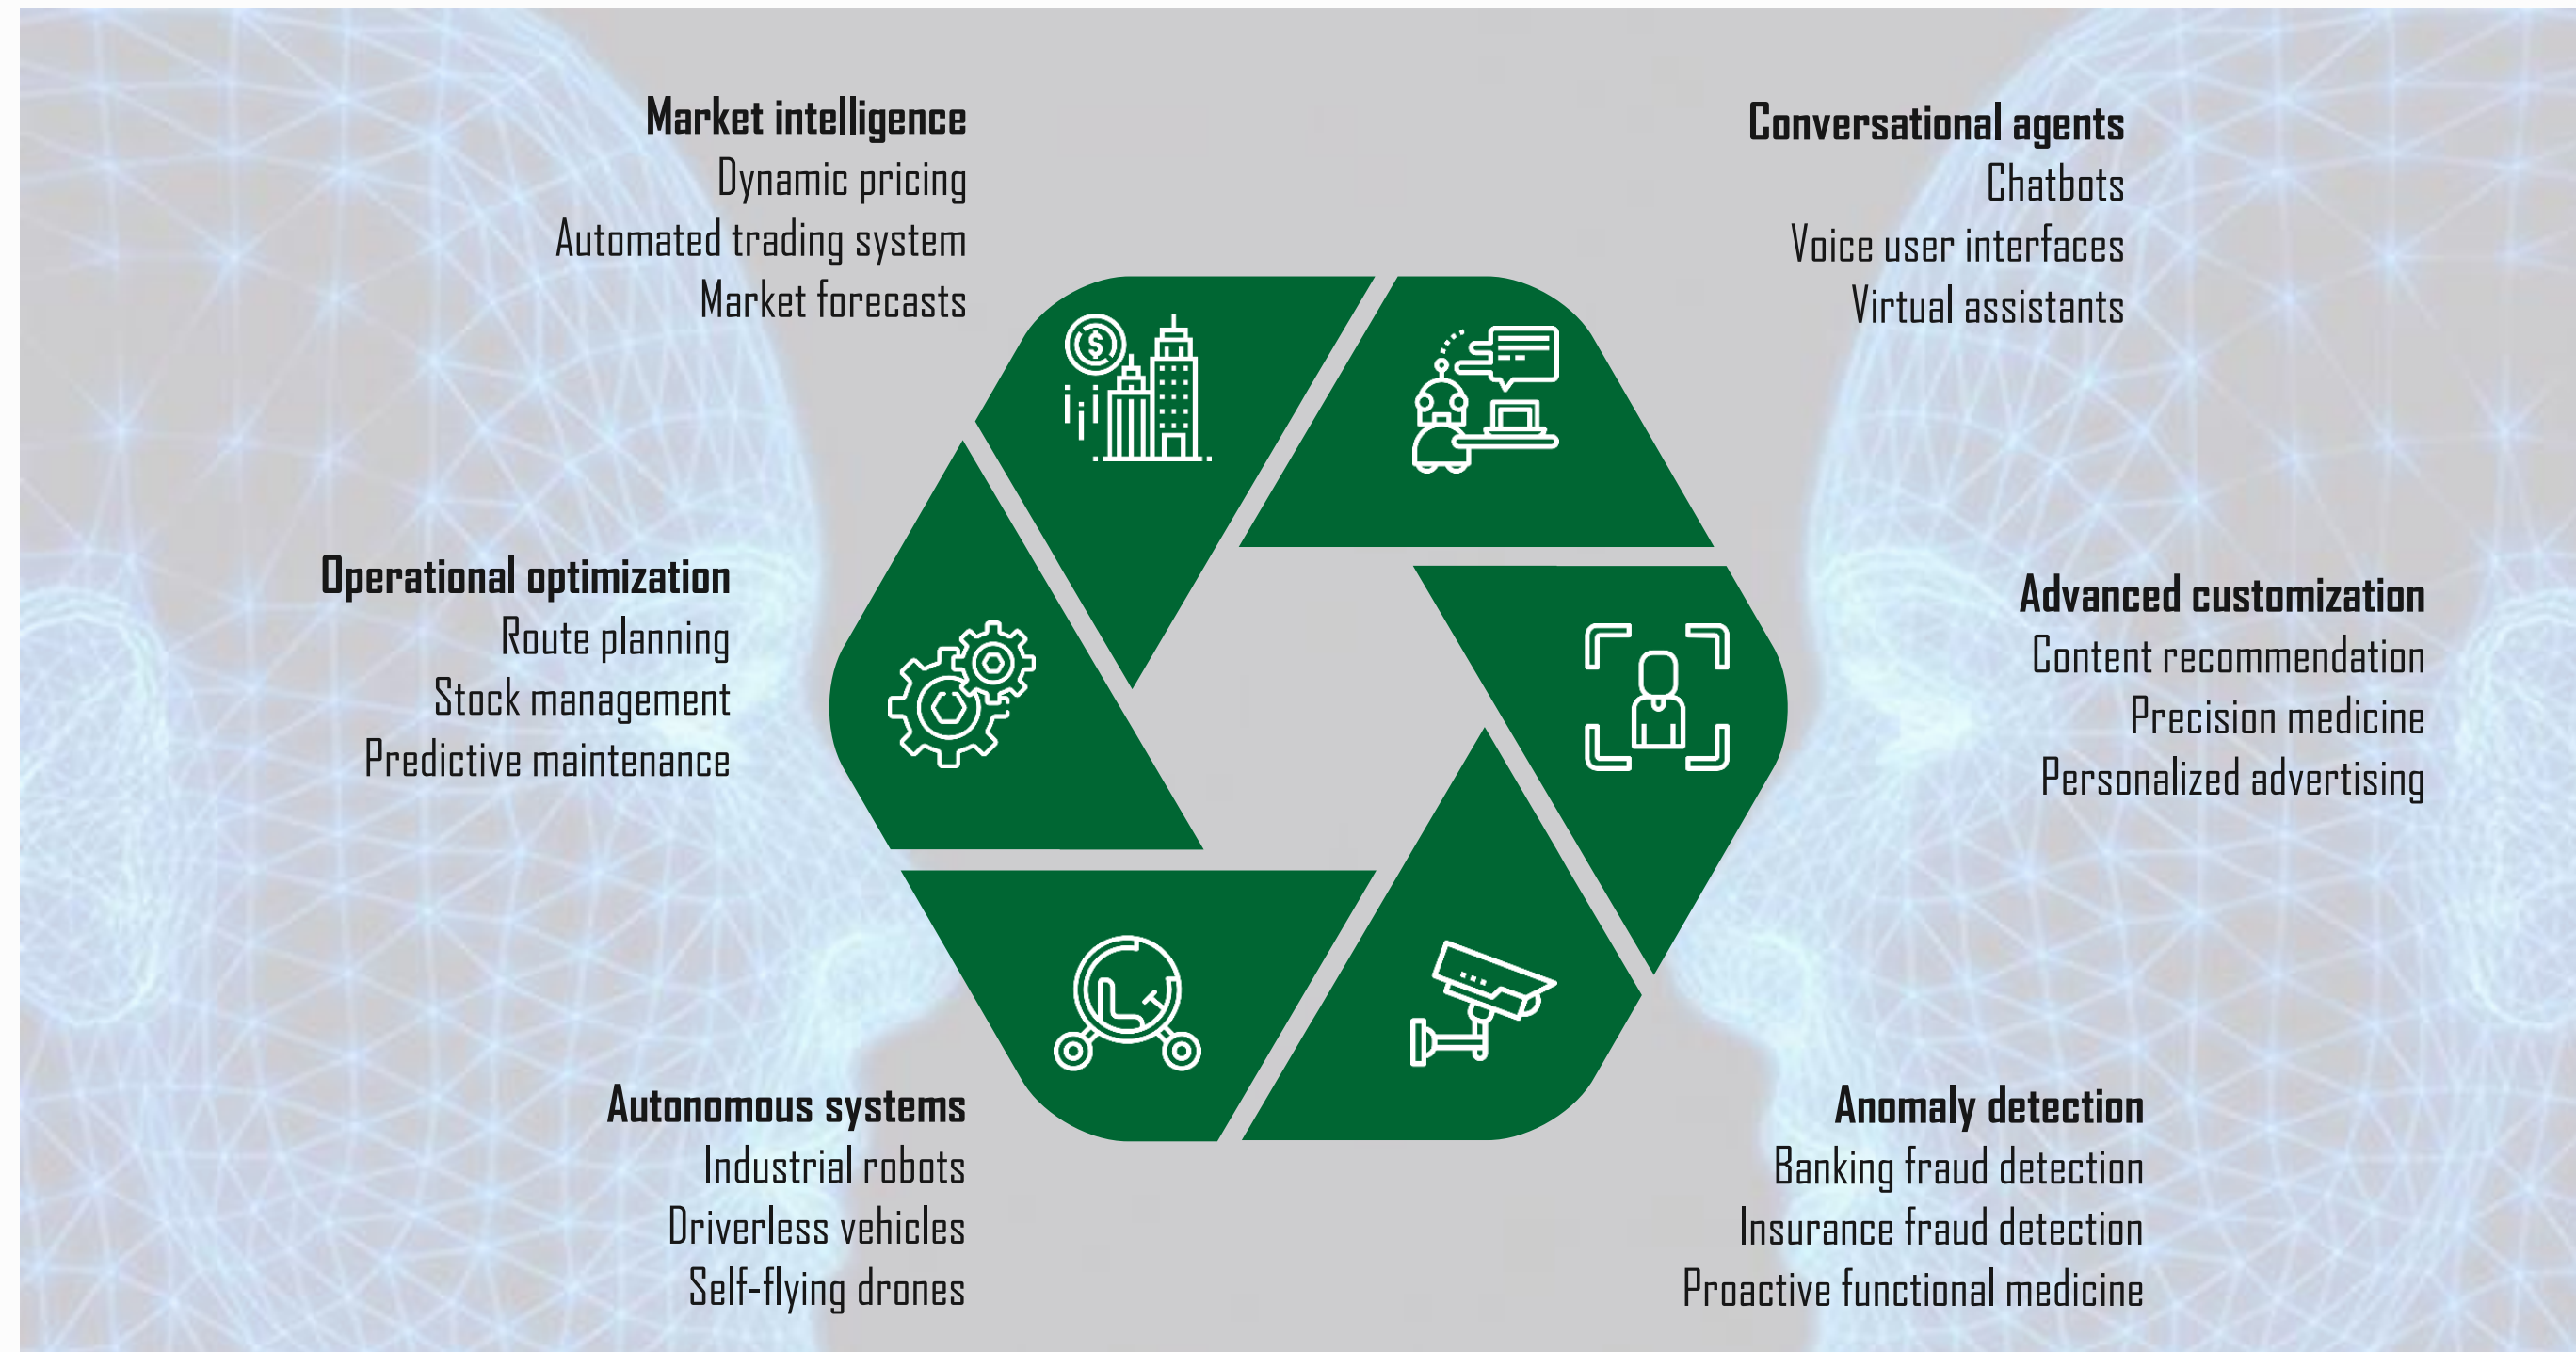 Market intelligence
Dynamic pricing
Automated trading system
Market forecasts
Conversational agents
Chatbots
Voice user interfaces
Virtual assistants
Operational optimization
Route planning
Stock management
Predictive maintenance
Advanced customization
Content recommendation
Precision medicine
Personalized advertising
Autonomous systems
Industrial robots
Driverless vehicles
Self-flying drones
Anomaly detection
Banking fraud detection
Insurance fraud detection
Proactive functional medicine